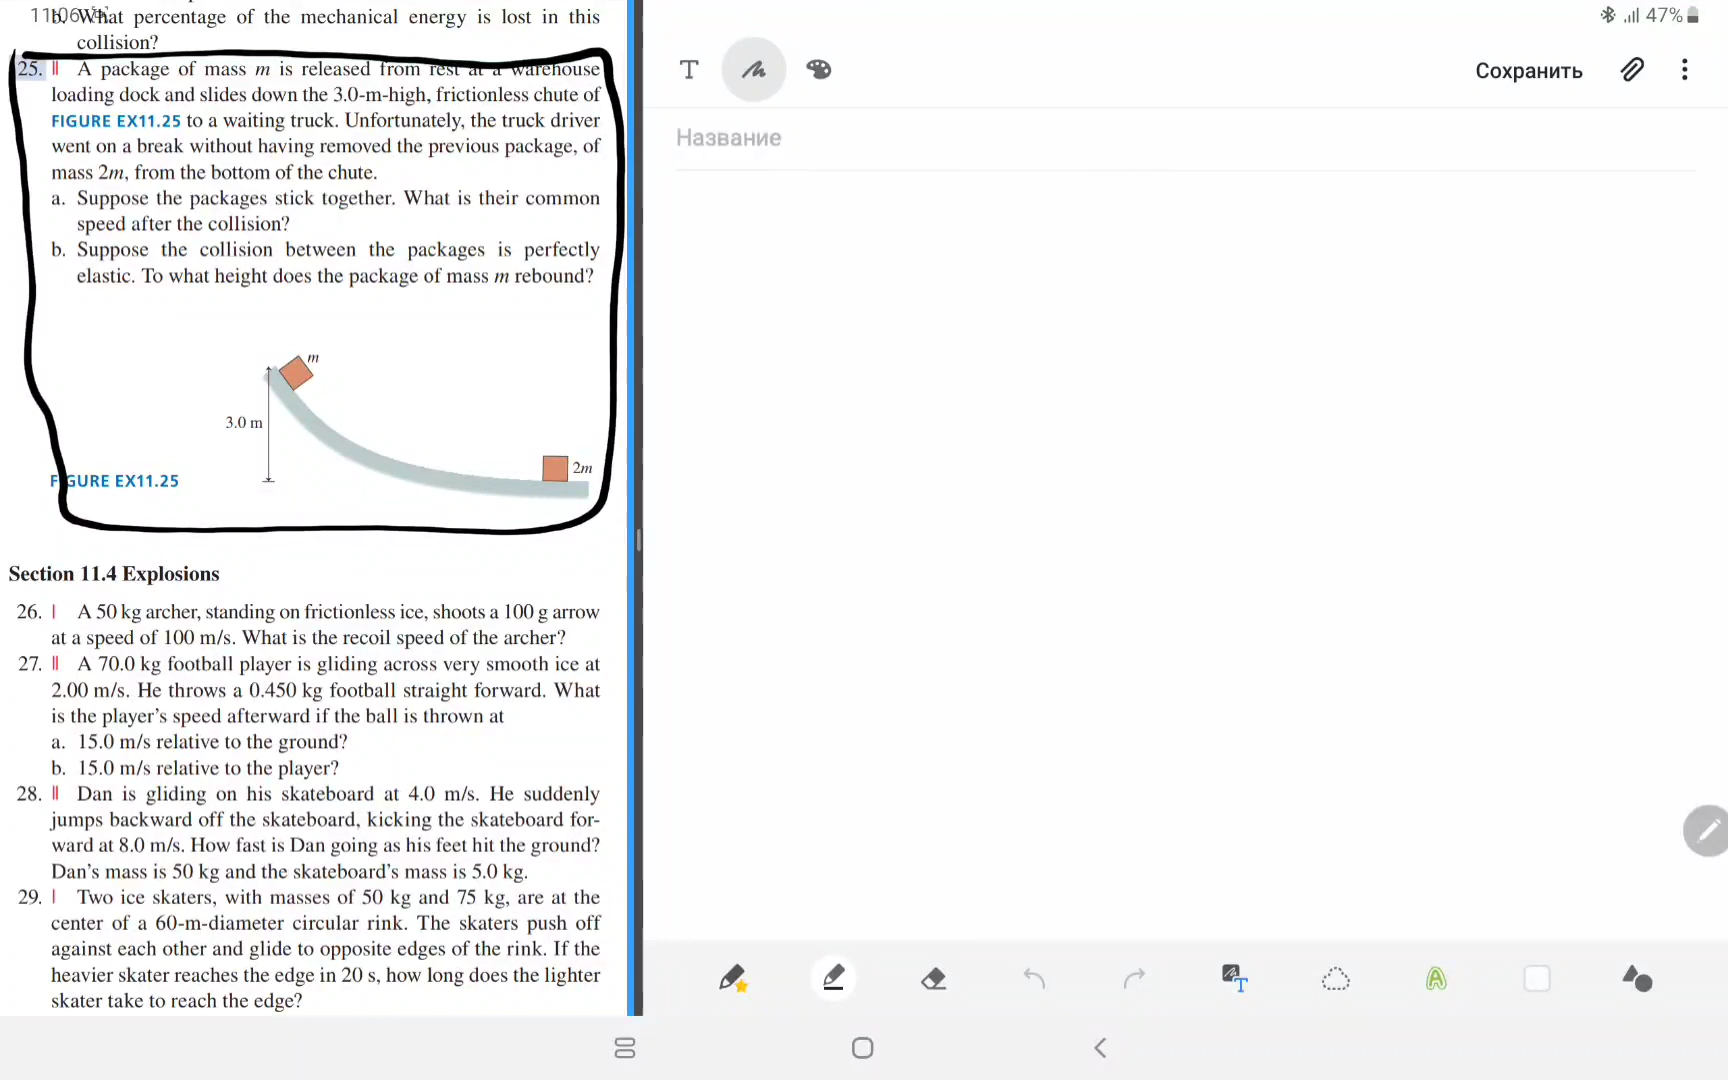 11:06
b. What percentage of the mechanical energy is lost in this
collision?
25. || A package of mass m is released from rest at a warehouse
loading dock and slides down the 3.0-m-high, frictionless chute of
FIGURE EX11.25 to a waiting truck. Unfortunately, the truck driver
went on a break without having removed the previous package, of
mass 2m, from the bottom of the chute.
a. Suppose the packages stick together. What is their common
speed after the collision?
b. Suppose the collision between the packages is perfectly
elastic. To what height does the package of mass m rebound?
m
3.0 m
2m
FIGURE EX11.25
Section 11.4 Explosions
26. | A 50 kg archer, standing on frictionless ice, shoots a 100 g arrow
at a speed of 100 m/s. What is the recoil speed of the archer?
27. || A 70.0 kg football player is gliding across very smooth ice at
2.00 m/s. He throws a 0.450 kg football straight forward. What
is the player's speed afterward if the ball is thrown at
a. 15.0 m/s relative to the ground?
b. 15.0 m/s relative to the player?
28. || Dan is gliding on his skateboard at 4.0 m/s. He suddenly
jumps backward off the skateboard, kicking the skateboard for-
ward at 8.0 m/s. How fast is Dan going as his feet hit the ground?
Dan's mass is 50 kg and the skateboard's mass is 5.0 kg.
29. | Two ice skaters, with masses of 50 kg and 75 kg, are at the
center of a 60-m-diameter circular rink. The skaters push off
against each other and glide to opposite edges of the rink. If the
heavier skater reaches the edge in 20 s, how long does the lighter
skater take to reach the edge?
47%
T
Сохранить
Название
T
A